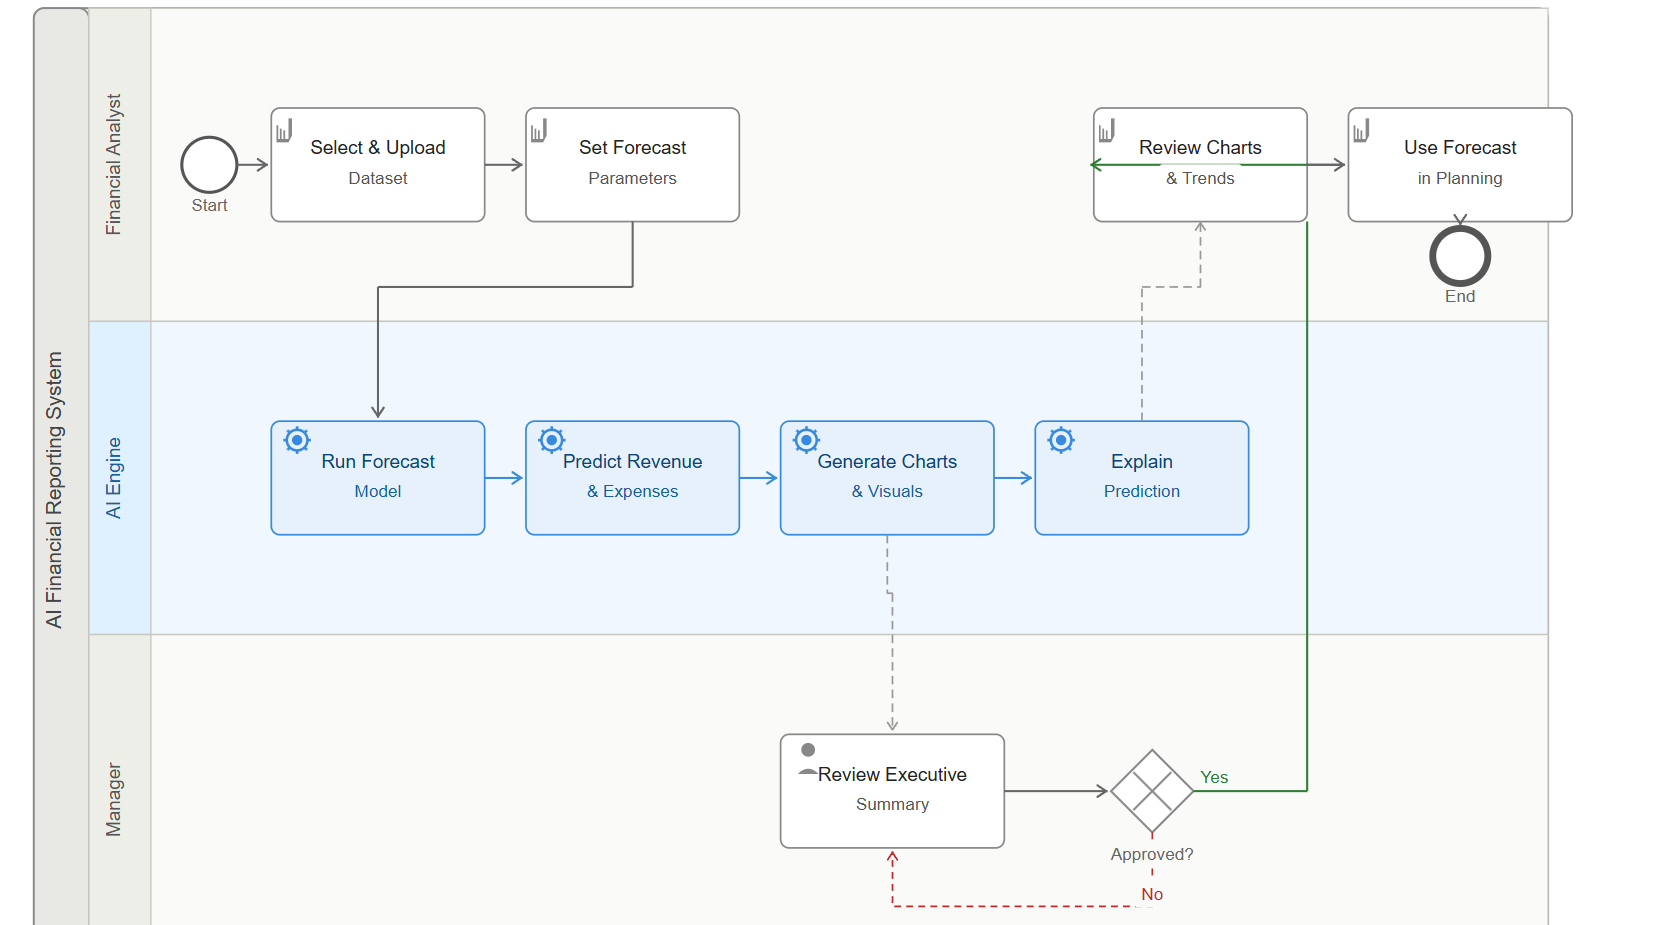 AI Financial Reporting System
Financial Analyst
Start
Select & Upload
Dataset
Set Forecast
Parameters
Review Charts
& Trends
Use Forecast
in Planning
End
AI Engine
Run Forecast
Model
Predict Revenue
& Expenses
Generate Charts
& Visuals
Explain
Prediction
Manager
Review Executive
Summary
Yes
Approved?
No